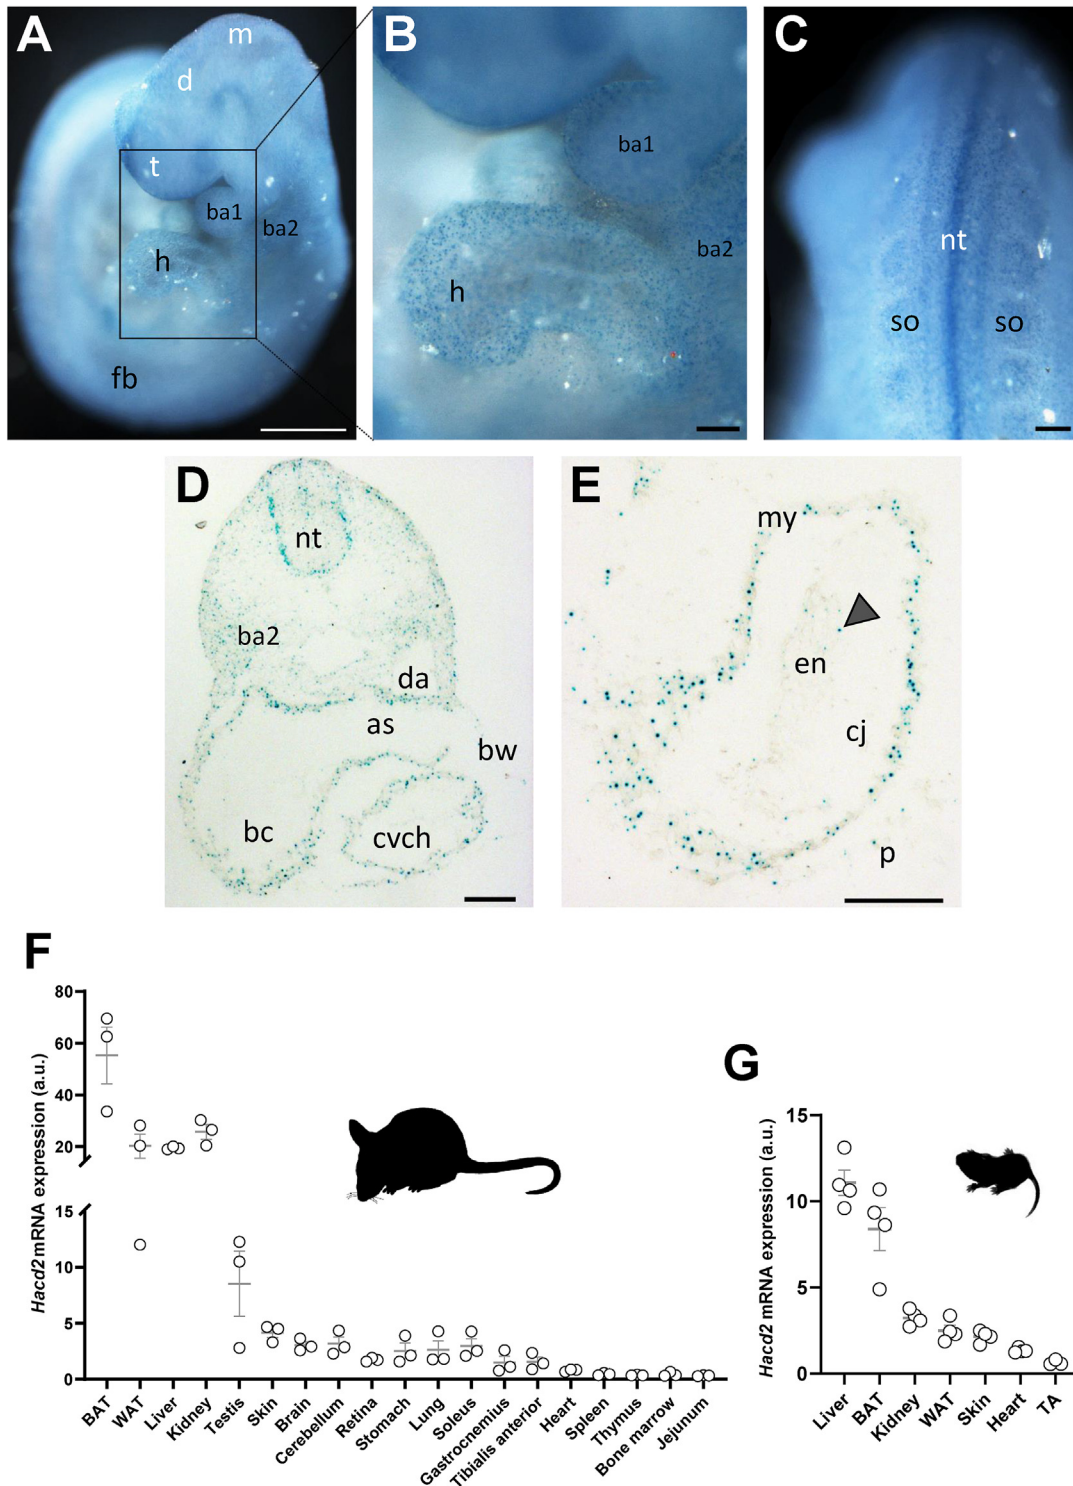 A
m
d
t
ba1
ba2
h
fb
B
ba1
ba2
h
C
nt
so so
D
nt
ba2
da
as
bw
bc
cvch
E
my
en
cj
p
F
Hacd2 mRNA expression (a.u.)
80
60
40
20
15
10
5
0
BAT
WAT
Liver
Kidney
Testis
Skin
Brain
Cerebellum
Retina
Stomach
Lung
Soleus
Gastrocnemius
Tibialis anterior
Heart
Spleen
Thymus
Bone marrow
Jejunum
G
Hacd2 mRNA expression (a.u.)
15
10
5
0
Liver
BAT
Kidney
WAT
Skin
Heart
TA